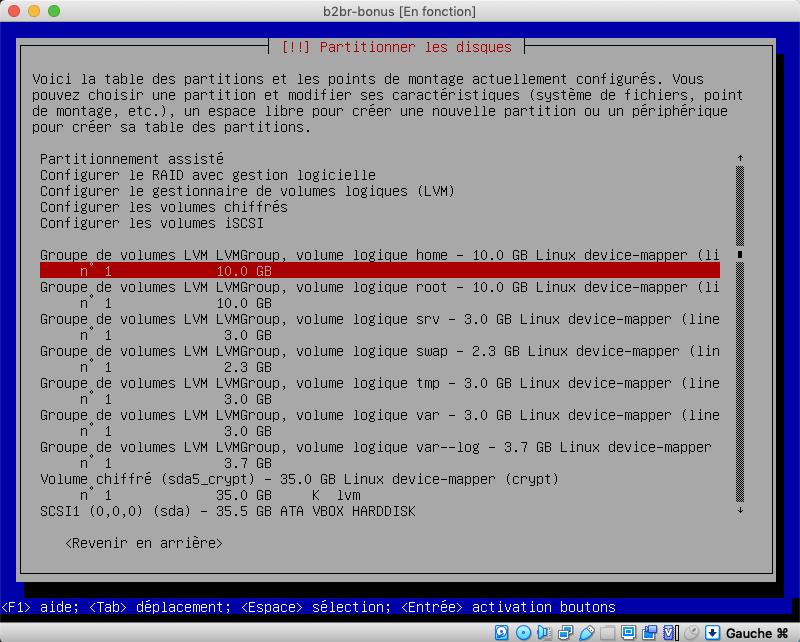 b2br-bonus [En fonction]
[!!] Partitionner les disques
Voici la table des partitions et les points de montage actuellement configurés. Vous
pouvez choisir une partition et modifier ses caractéristiques (système de fichiers, point
de montage, etc.), un espace libre pour créer une nouvelle partition ou un périphérique
pour créer sa table des partitions.
Partitionnement assisté
Configurer le RAID avec gestion logicielle
Configurer le gestionnaire de volumes logiques (LVM)
Configurer les volumes chiffrés
Configurer les volumes iSCSI
Groupe de volumes LVM LVMGroup, volume logique home - 10.0 GB Linux device-mapper (li
n° 1 10.0 GB
Groupe de volumes LVM LVMGroup, volume logique root - 10.0 GB Linux device-mapper (li
n° 1 10.0 GB
Groupe de volumes LVM LVMGroup, volume logique srv - 3.0 GB Linux device-mapper (line
n° 1 3.0 GB
Groupe de volumes LVM LVMGroup, volume logique swap - 2.3 GB Linux device-mapper (lin
n° 1 2.3 GB
Groupe de volumes LVM LVMGroup, volume logique tmp - 3.0 GB Linux device-mapper (line
n° 1 3.0 GB
Groupe de volumes LVM LVMGroup, volume logique var - 3.0 GB Linux device-mapper (line
n° 1 3.0 GB
Groupe de volumes LVM LVMGroup, volume logique var--log - 3.7 GB Linux device-mapper
n° 1 3.7 GB
Volume chiffré (sda5_crypt) - 35.0 GB Linux device-mapper (crypt)
n° 1 35.0 GB K lvm
SCSI1 (0,0,0) (sda) - 35.5 GB ATA VBOX HARDDISK
<Revenir en arrière>
<F1> aide; <Tab> déplacement; <Espace> sélection; <Entrée> activation boutons
Gauche ⌘